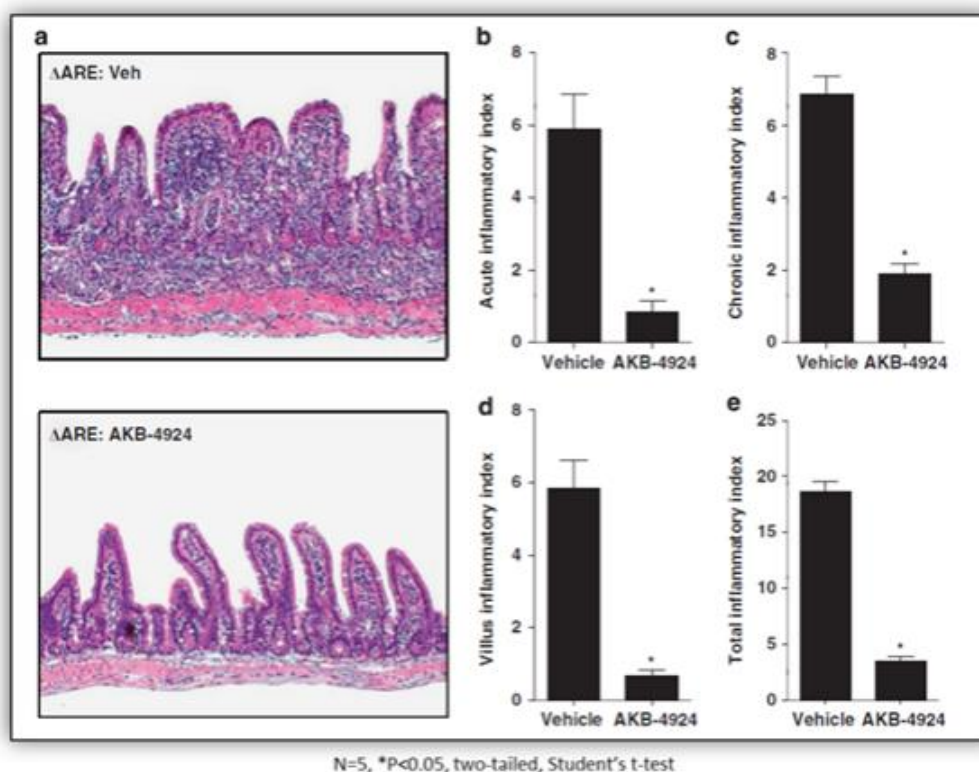 a
ΔARE: Veh
ΔARE: AKB-4924
b
8
6
4
2
0
Acute inflammatory index
Vehicle AKB-4924
c
8
6
4
2
0
Chronic inflammatory index
Vehicle AKB-4924
d
8
6
4
2
0
Villus inflammatory index
*
Vehicle AKB-4924
e
25
20
15
10
5
0
Total inflammatory index
*
Vehicle AKB-4924
N=5, *P<0.05, two-tailed, Student's t-test